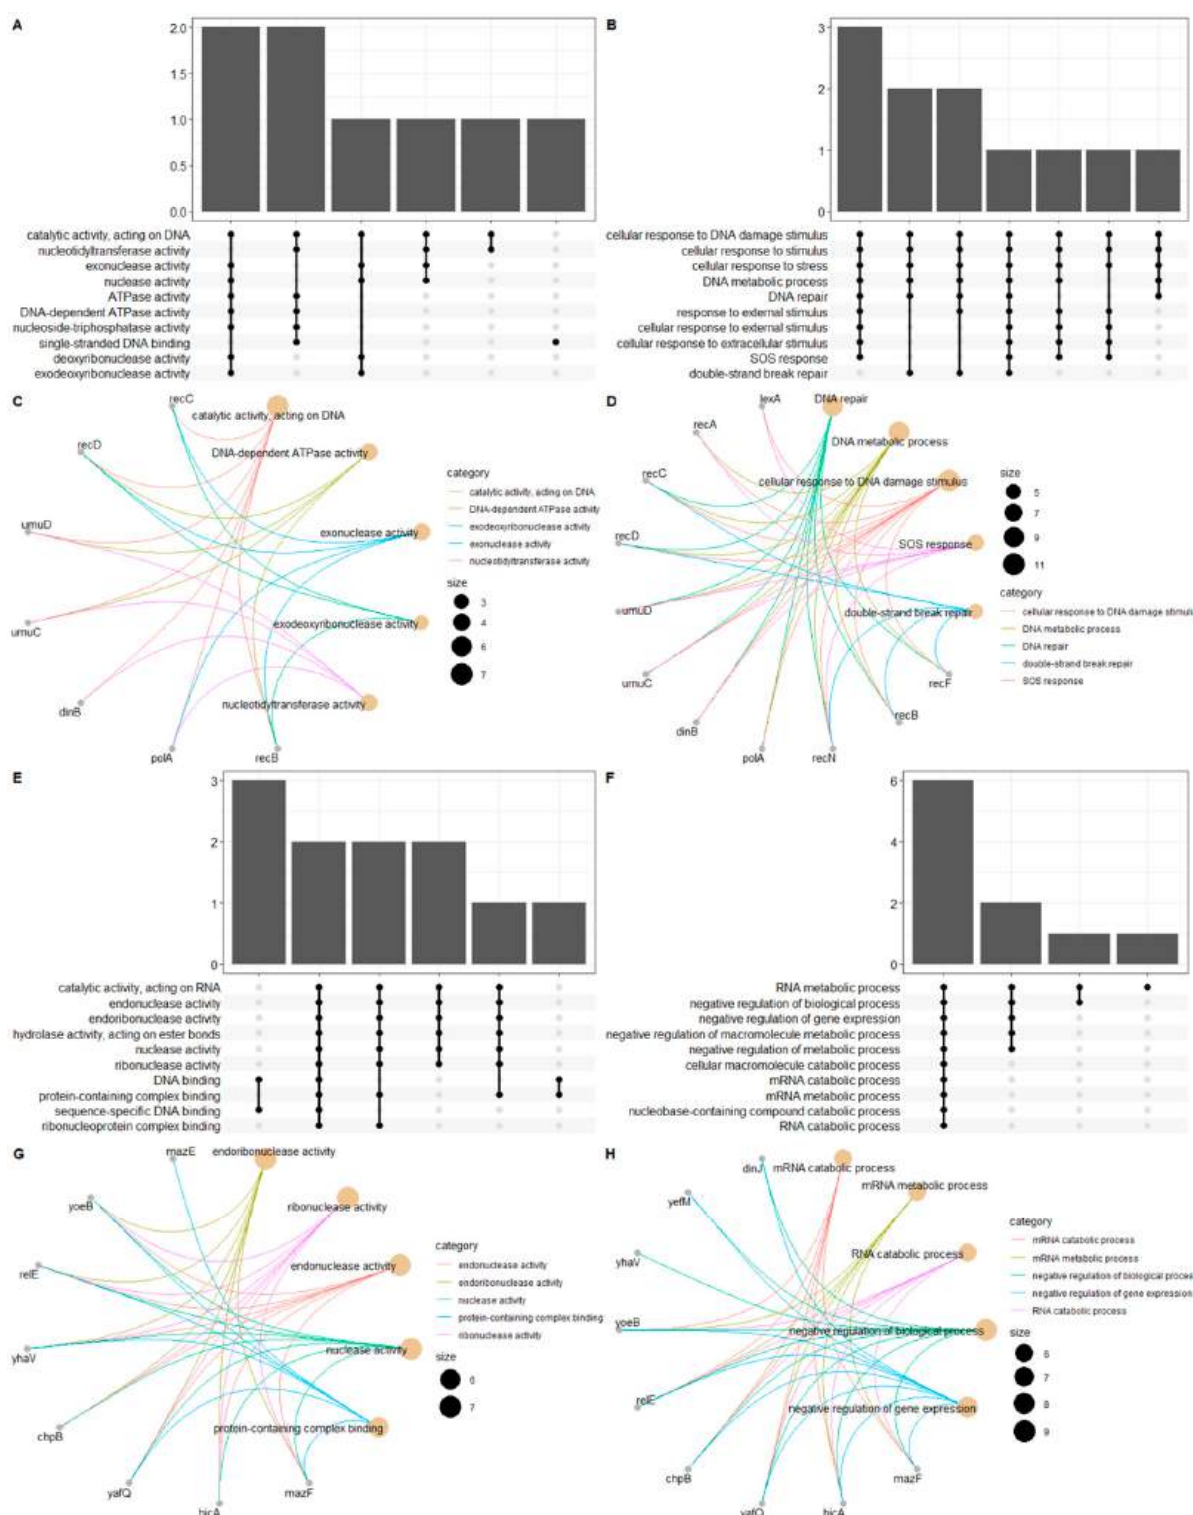 A
2.0
1.5
1.0
0.5
0.0
catalytic activity, acting on DNA
nucleotidyltransferase activity
exonuclease activity
nuclease activity
ATPase activity
DNA-dependent ATPase activity
nucleoside-triphosphatase activity
single-stranded DNA binding
deoxyribonuclease activity
exodeoxyribonuclease activity
B
3
2
1
0
cellular response to DNA damage stimulus
cellular response to stimulus
cellular response to stress
DNA metabolic process
DNA repair
response to external stimulus
cellular response to external stimulus
cellular response to extracellular stimulus
SOS response
double-strand break repair
C
recC
catalytic activity, acting on DNA
recD
DNA-dependent ATPase activity
umuD
exonuclease activity
umuC
exodeoxyribonuclease activity
dinB
nucleotidyltransferase activity
polA
recB
category
catalytic activity, acting on DNA
DNA-dependent ATPase activity
exodeoxyribonuclease activity
exonuclease activity
nucleotidyltransferase activity
size
3
4
6
7
D
lexA
DNA repair
recA
DNA metabolic process
recC
cellular response to DNA damage stimulus
recD
SOS response
umuD
double-strand break repair
umuC
recF
dinB
recB
polA
recN
size
5
7
9
11
category
cellular response to DNA damage stimulu
DNA metabolic process
DNA repair
double-strand break repair
SOS response
E
3
2
1
0
catalytic activity, acting on RNA
endonuclease activity
endoribonuclease activity
hydrolase activity, acting on ester bonds
nuclease activity
ribonuclease activity
DNA binding
protein-containing complex binding
sequence-specific DNA binding
ribonucleoprotein complex binding
F
6
4
2
0
RNA metabolic process
negative regulation of biological process
negative regulation of gene expression
negative regulation of macromolecule metabolic process
negative regulation of metabolic process
cellular macromolecule catabolic process
mRNA catabolic process
mRNA metabolic process
nucleobase-containing compound catabolic process
RNA catabolic process
G
mazE
endoribonuclease activity
yoeB
ribonuclease activity
relE
endonuclease activity
yhaV
nuclease activity
chpB
protein-containing complex binding
yafQ
mazF
hicA
category
endonuclease activity
endoribonuclease activity
nuclease activity
protein-containing complex binding
ribonuclease activity
size
6
7
H
dinJ
mRNA catabolic process
yefM
mRNA metabolic process
yhaV
RNA catabolic process
yoeB
negative regulation of biological process
relE
negative regulation of gene expression
chpB
mazF
yafQ
hicA
category
mRNA catabolic process
mRNA metabolic process
negative regulation of biological proces
negative regulation of gene expression
RNA catabolic process
size
6
7
8
9